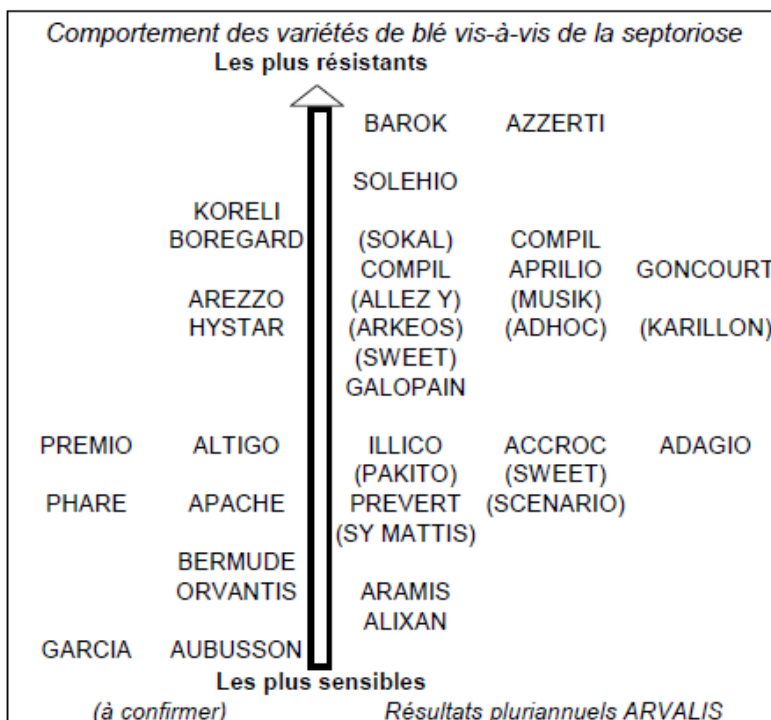 Comportement des variétés de blé vis-à-vis de la septoriose
Les plus résistants
BAROK AZZERTI
SOLEHIO
KORELI
BOREGARD (SOKAL) COMPIL
COMPIL APRILIO GONCOURT
AREZZO (ALLEZ Y) (MUSIK)
HYSTAR (ARKEOS) (ADHOC) (KARILLON)
(SWEET)
GALOPAIN
PREMIO ALTIGO ILLICO ACCROC ADAGIO
(PAKITO) (SWEET)
PHARE APACHE PREVERT (SCENARIO)
(SY MATTIS)
BERMUDE
ORVANTIS ARAMIS
ALIXAN
GARCIA AUBUSSON
Les plus sensibles
(à confirmer) Résultats pluriannuels ARVALIS